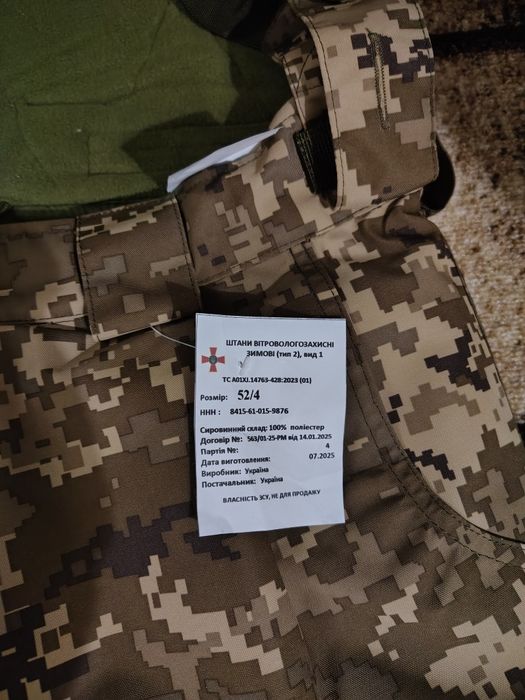 ШТАНИ ВІТРОВОЛОГОЗАХИСНІ
ЗИМОВІ (тип 2), вид 1
ТС А01XJ.14763-428:2023 (01)
Розмір: 52/4
ННН : 8415-61-015-9876
Сировинний склад: 100% поліестер
Договір №: 563/01-25-РМ від 14.01.2025
Партія №: 4
Дата виготовлення: 07.2025
Виробник: Україна
Постачальник: Україна
ВЛАСНІСТЬ ЗСУ, НЕ ДЛЯ ПРОДАЖУ